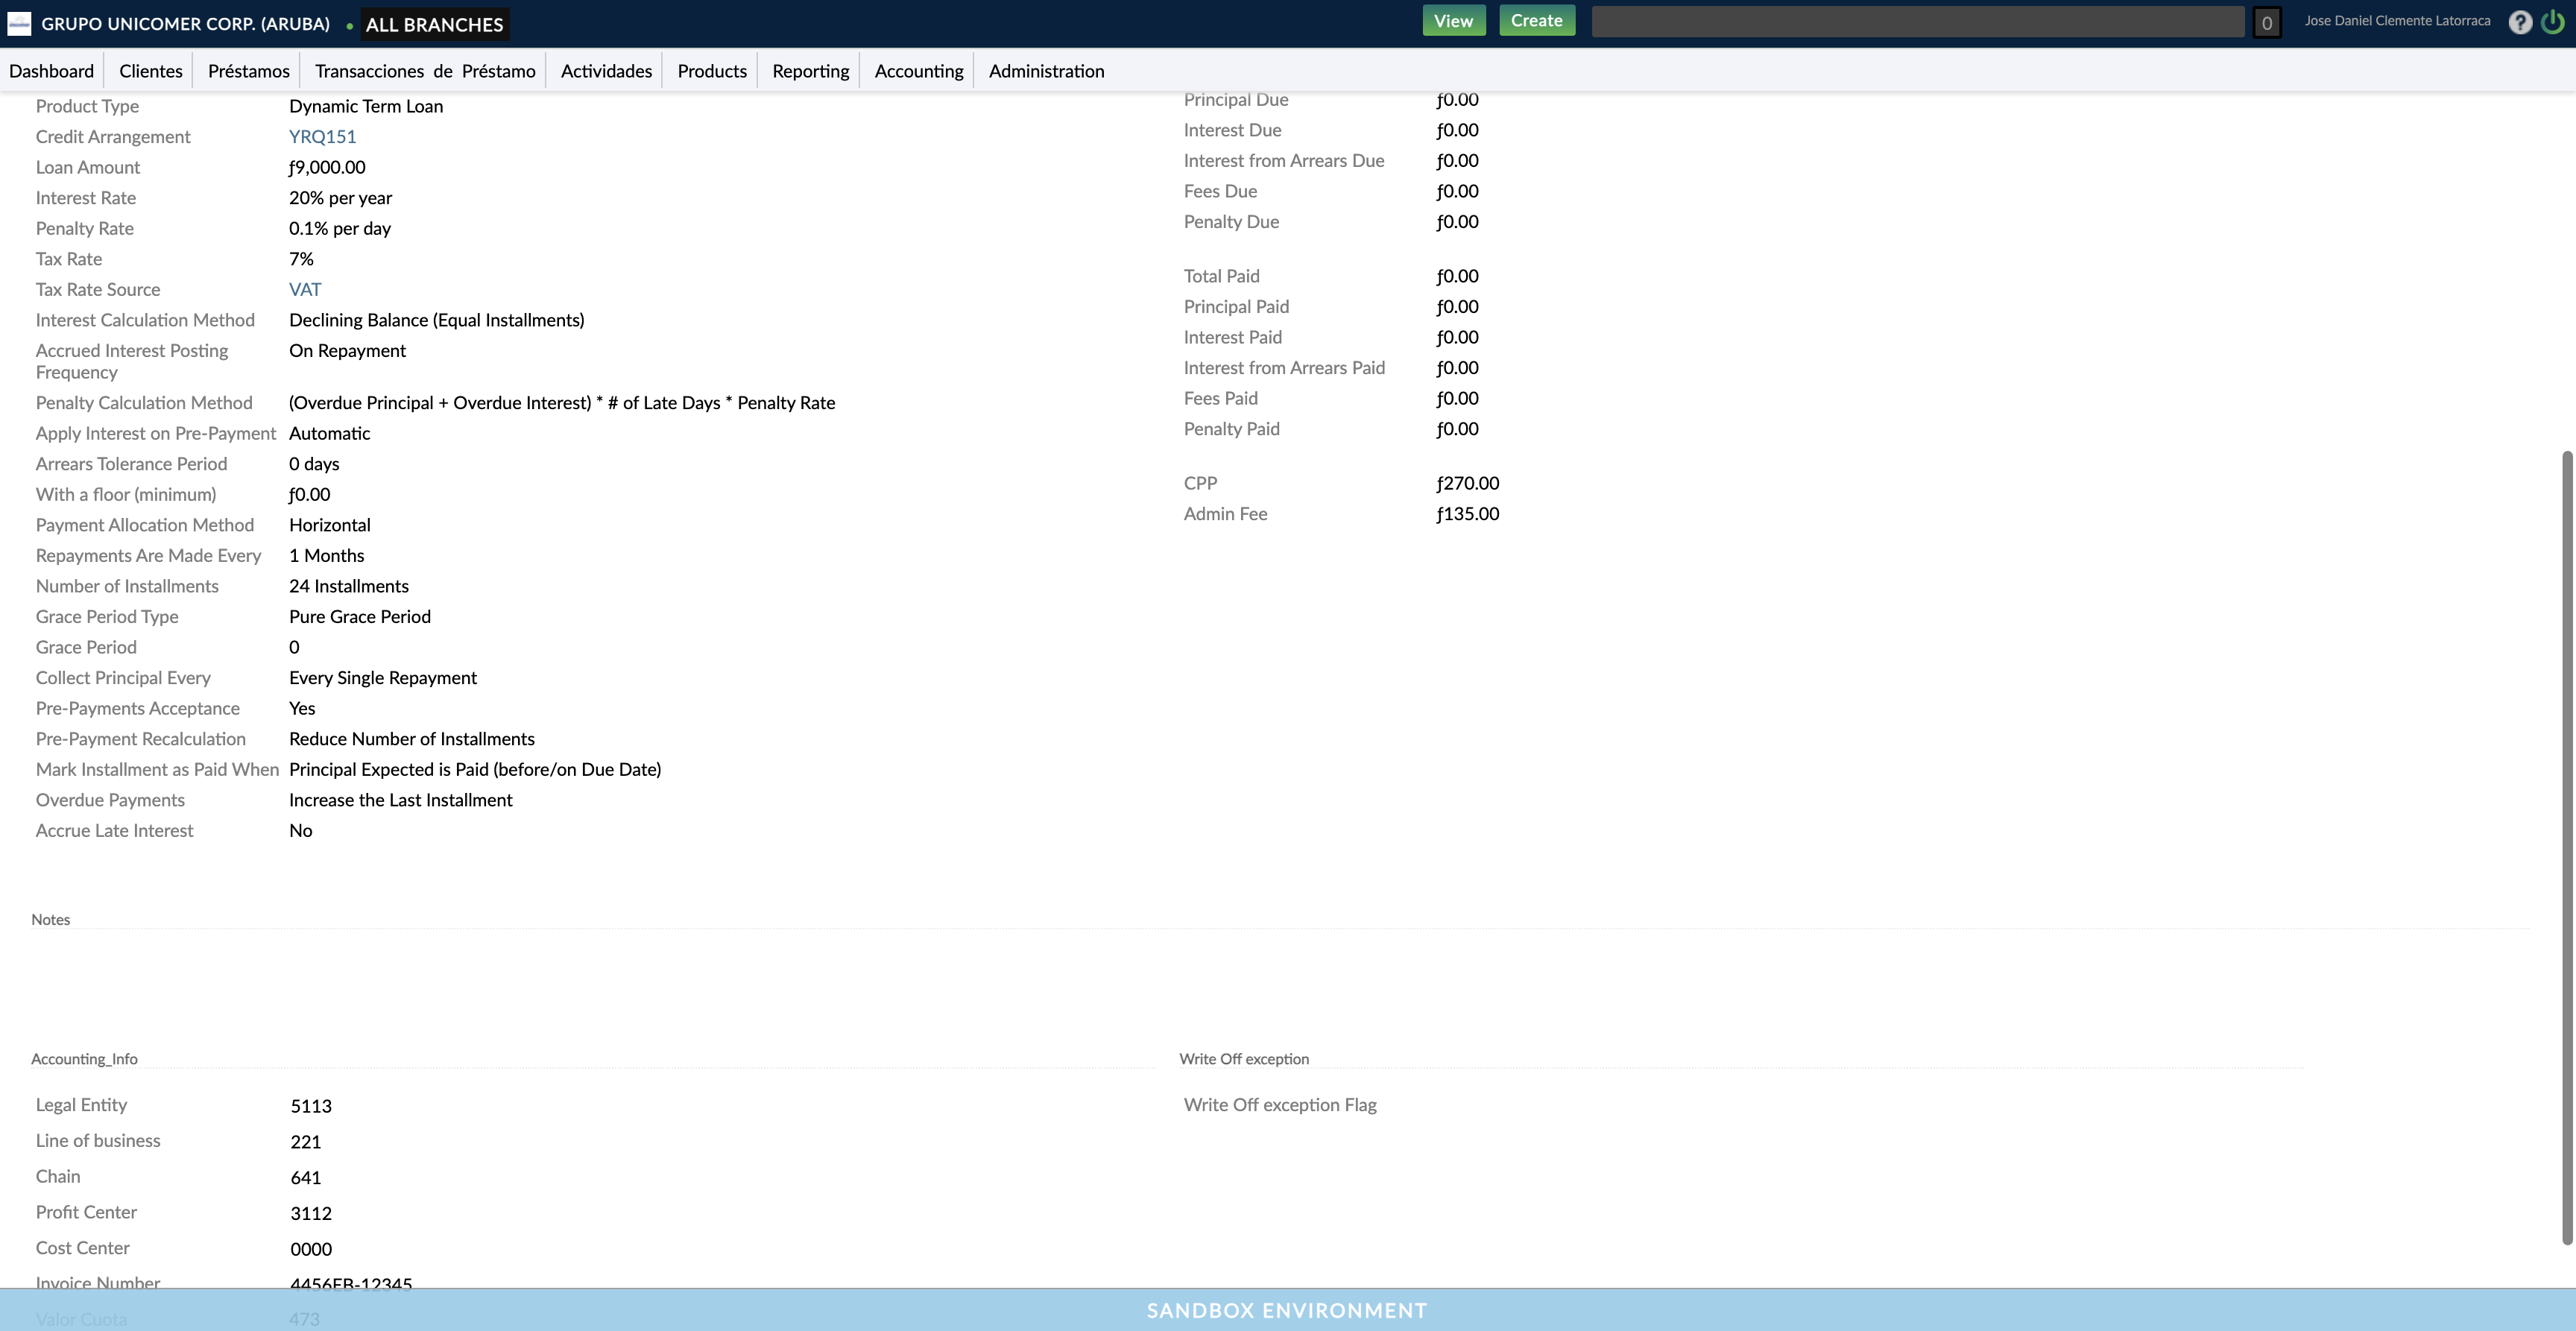 GRUPO UNICOMER CORP. (ARUBA) • ALL BRANCHES
View Create 0 Jose Daniel Clemente Latorraca ?
Dashboard Clientes Préstamos Transacciones de Préstamo Actividades Products Reporting Accounting Administration
Product Type Dynamic Term Loan
Credit Arrangement YRQ151
Loan Amount ƒ9,000.00
Interest Rate 20% per year
Penalty Rate 0.1% per day
Tax Rate 7%
Tax Rate Source VAT
Interest Calculation Method Declining Balance (Equal Installments)
Accrued Interest Posting Frequency On Repayment
Penalty Calculation Method (Overdue Principal + Overdue Interest) * # of Late Days * Penalty Rate
Apply Interest on Pre-Payment Automatic
Arrears Tolerance Period 0 days
With a floor (minimum) ƒ0.00
Payment Allocation Method Horizontal
Repayments Are Made Every 1 Months
Number of Installments 24 Installments
Grace Period Type Pure Grace Period
Grace Period 0
Collect Principal Every Every Single Repayment
Pre-Payments Acceptance Yes
Pre-Payment Recalculation Reduce Number of Installments
Mark Installment as Paid When Principal Expected is Paid (before/on Due Date)
Overdue Payments Increase the Last Installment
Accrue Late Interest No
Principal Due ƒ0.00
Interest Due ƒ0.00
Interest from Arrears Due ƒ0.00
Fees Due ƒ0.00
Penalty Due ƒ0.00
Total Paid ƒ0.00
Principal Paid ƒ0.00
Interest Paid ƒ0.00
Interest from Arrears Paid ƒ0.00
Fees Paid ƒ0.00
Penalty Paid ƒ0.00
CPP ƒ270.00
Admin Fee ƒ135.00
Notes
Accounting_Info
Legal Entity 5113
Line of business 221
Chain 641
Profit Center 3112
Cost Center 0000
Invoice Number 4456EB-12345
Valor Cuota 473
Write Off exception
Write Off exception Flag
SANDBOX ENVIRONMENT